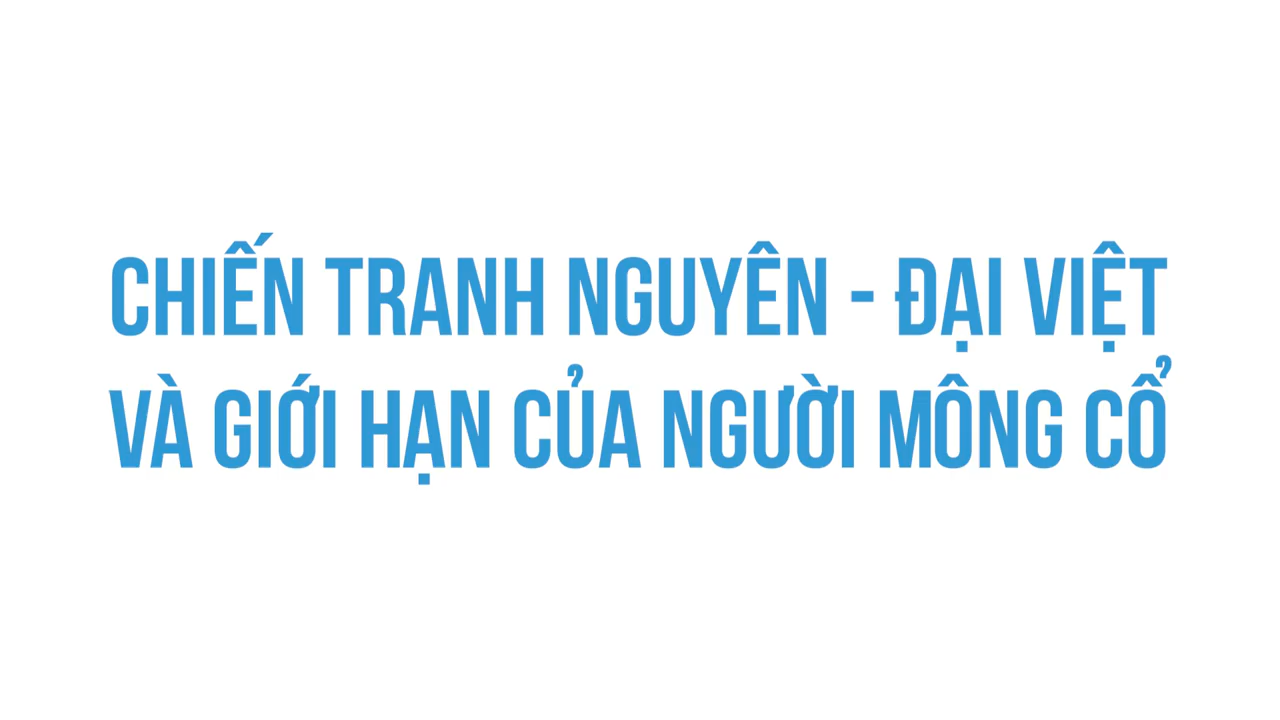 CHIẾN TRANH NGUYÊN - ĐẠI VIỆT
VÀ GIỚI HẠN CỦA NGƯỜI MÔNG CỔ